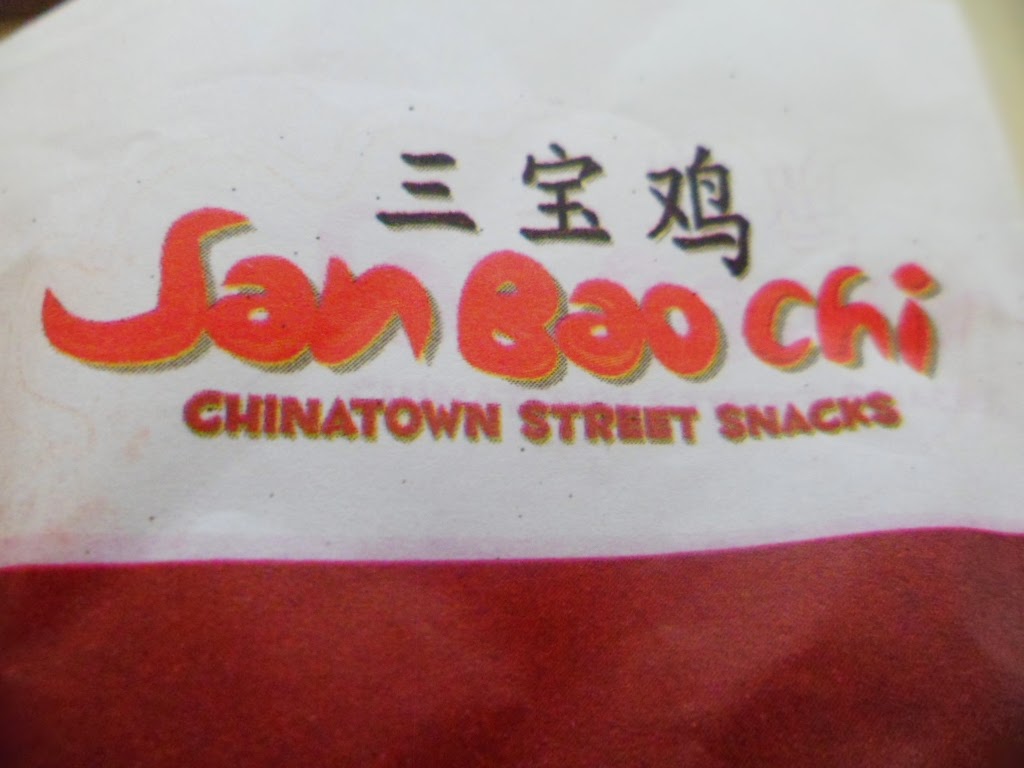 三宝鸡
San Bao Chi
CHINATOWN STREET SNACKS